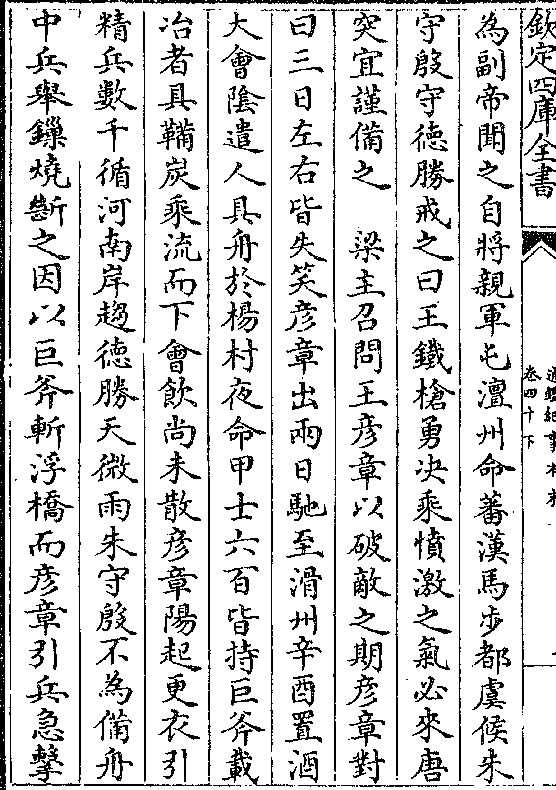 欽定四庫全書
通鑑紀事本末
卷四十下
為副帝聞之自將親軍屯澶州命蕃漢馬步都虞候朱
守殷守德勝戒之曰王鐵槍勇决乘憤激之氣必來唐
突宜謹備之　梁主召問王彦章以破敵之期彦章對
曰三日左右皆失笑彦章出兩日馳至滑州辛酉置酒
大會隂遣人具舟於楊村夜命甲士六百皆持巨斧載
冶者具鞴炭乘流而下會飲尚未散彦章陽起更衣引
精兵數千循河南岸趨德勝天微雨朱守殷不為備舟
中兵舉鏁燒斷之因以巨斧斬浮橋而彦章引兵急擊